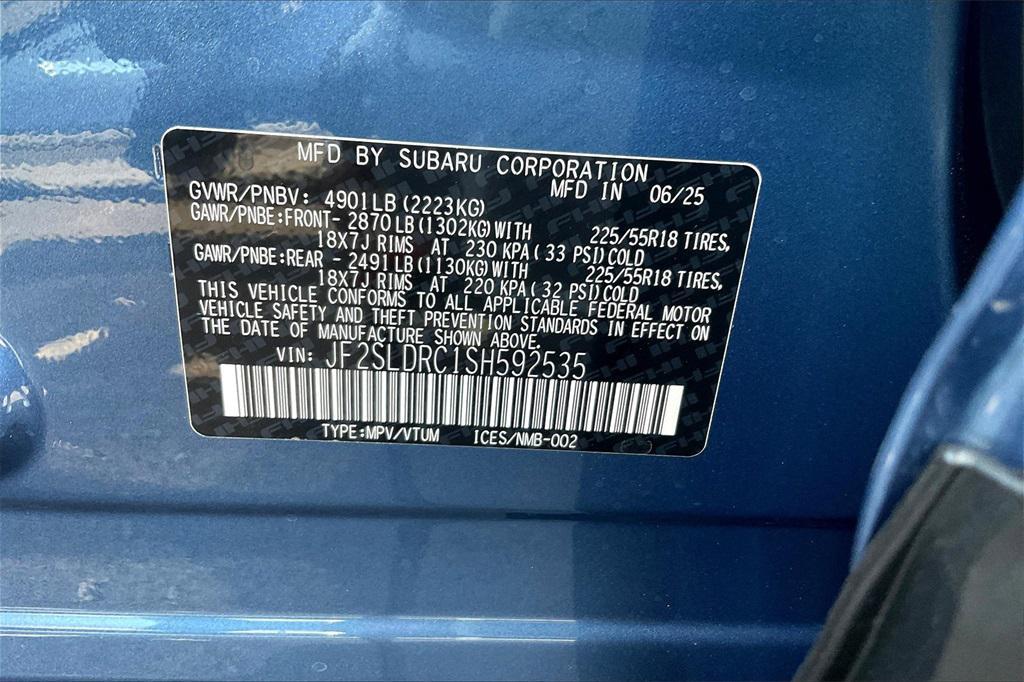 MFD BY SUBARU CORPORATION
MFD IN 06/25
GVWR/PNBV: 4901LB(2223KG)
GAWR/PNBE:FRONT- 2870LB(1302KG)WITH 225/55R18 TIRES,
18X7J RIMS AT 230 KPA( 33 PSI)COLD
GAWR/PNBE:REAR - 2491LB(1130KG)WITH 225/55R18 TIRES,
18X7J RIMS AT 220 KPA( 32 PSI)COLD
THIS VEHICLE CONFORMS TO ALL APPLICABLE FEDERAL MOTOR
VEHICLE SAFETY AND THEFT PREVENTION STANDARDS IN EFFECT ON
THE DATE OF MANUFACTURE SHOWN ABOVE.
VIN: JF2SLDRC1SH592535
TYPE:MPV/VTUM ICES/NMB-002